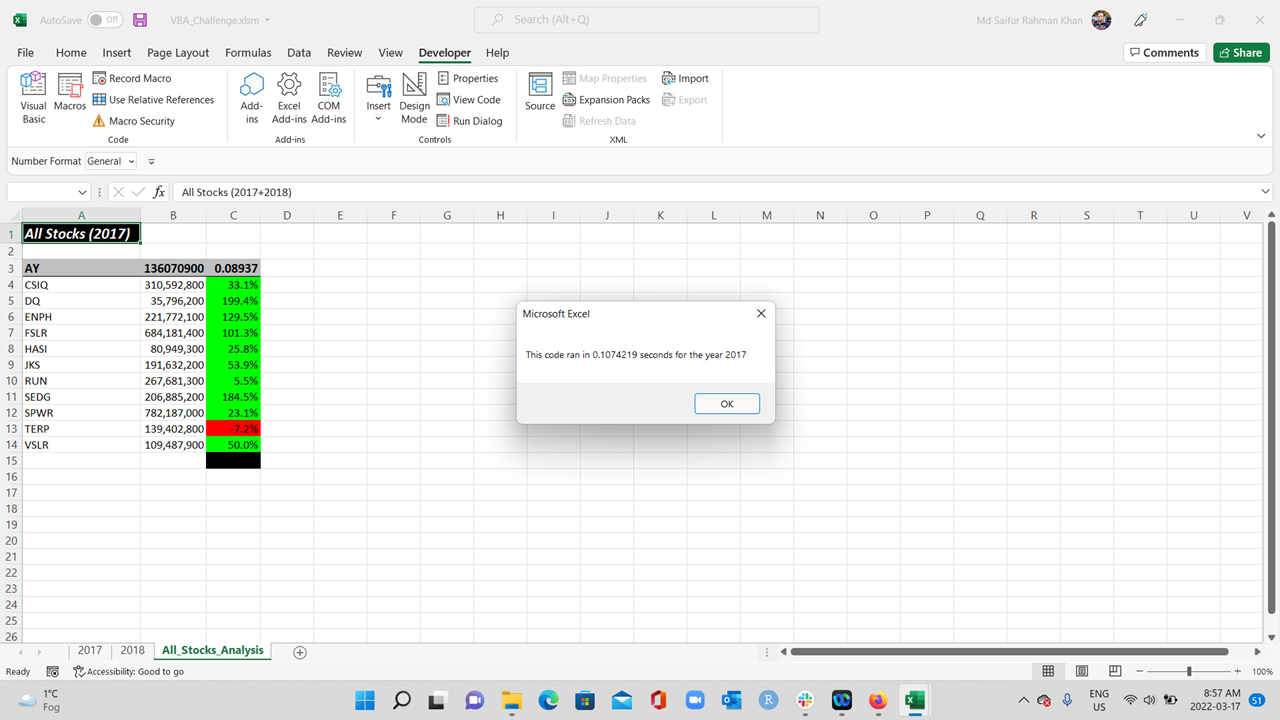 AutoSave Off VBA_Challenge.xlsm Search (Alt+Q) Md Saifur Rahman Khan
File Home Insert Page Layout Formulas Data Review View Developer Help Comments Share
Visual Basic
Macros
Record Macro
Use Relative References
Macro Security
Code
Add-ins
Excel Add-ins
COM Add-ins
Add-ins
Insert
Design Mode
Properties
View Code
Run Dialog
Controls
Source
Map Properties
Expansion Packs
Refresh Data
Import
Export
XML
Number Format General
fx All Stocks (2017+2018)
A B C D E F G H I J K L M N O P Q R S T U V
1 All Stocks (2017)
2
3 AY 136070900 0.08937
4 CSIQ 310,592,800 33.1%
5 DQ 35,796,200 199.4%
6 ENPH 221,772,100 129.5%
7 FSLR 684,181,400 101.3%
8 HASI 80,949,300 25.8%
9 JKS 191,632,200 53.9%
10 RUN 267,681,300 5.5%
11 SEDG 206,885,200 184.5%
12 SPWR 782,187,000 23.1%
13 TERP 139,402,800 -7.2%
14 VSLR 109,487,900 50.0%
15
16
17
18
19
20
21
22
23
24
25
26
Microsoft Excel
This code ran in 0.1074219 seconds for the year 2017
OK
2017 2018 All_Stocks_Analysis
Ready Accessibility: Good to go 100%
1°C
Fog
ENG
US
8:57 AM
2022-03-17
51